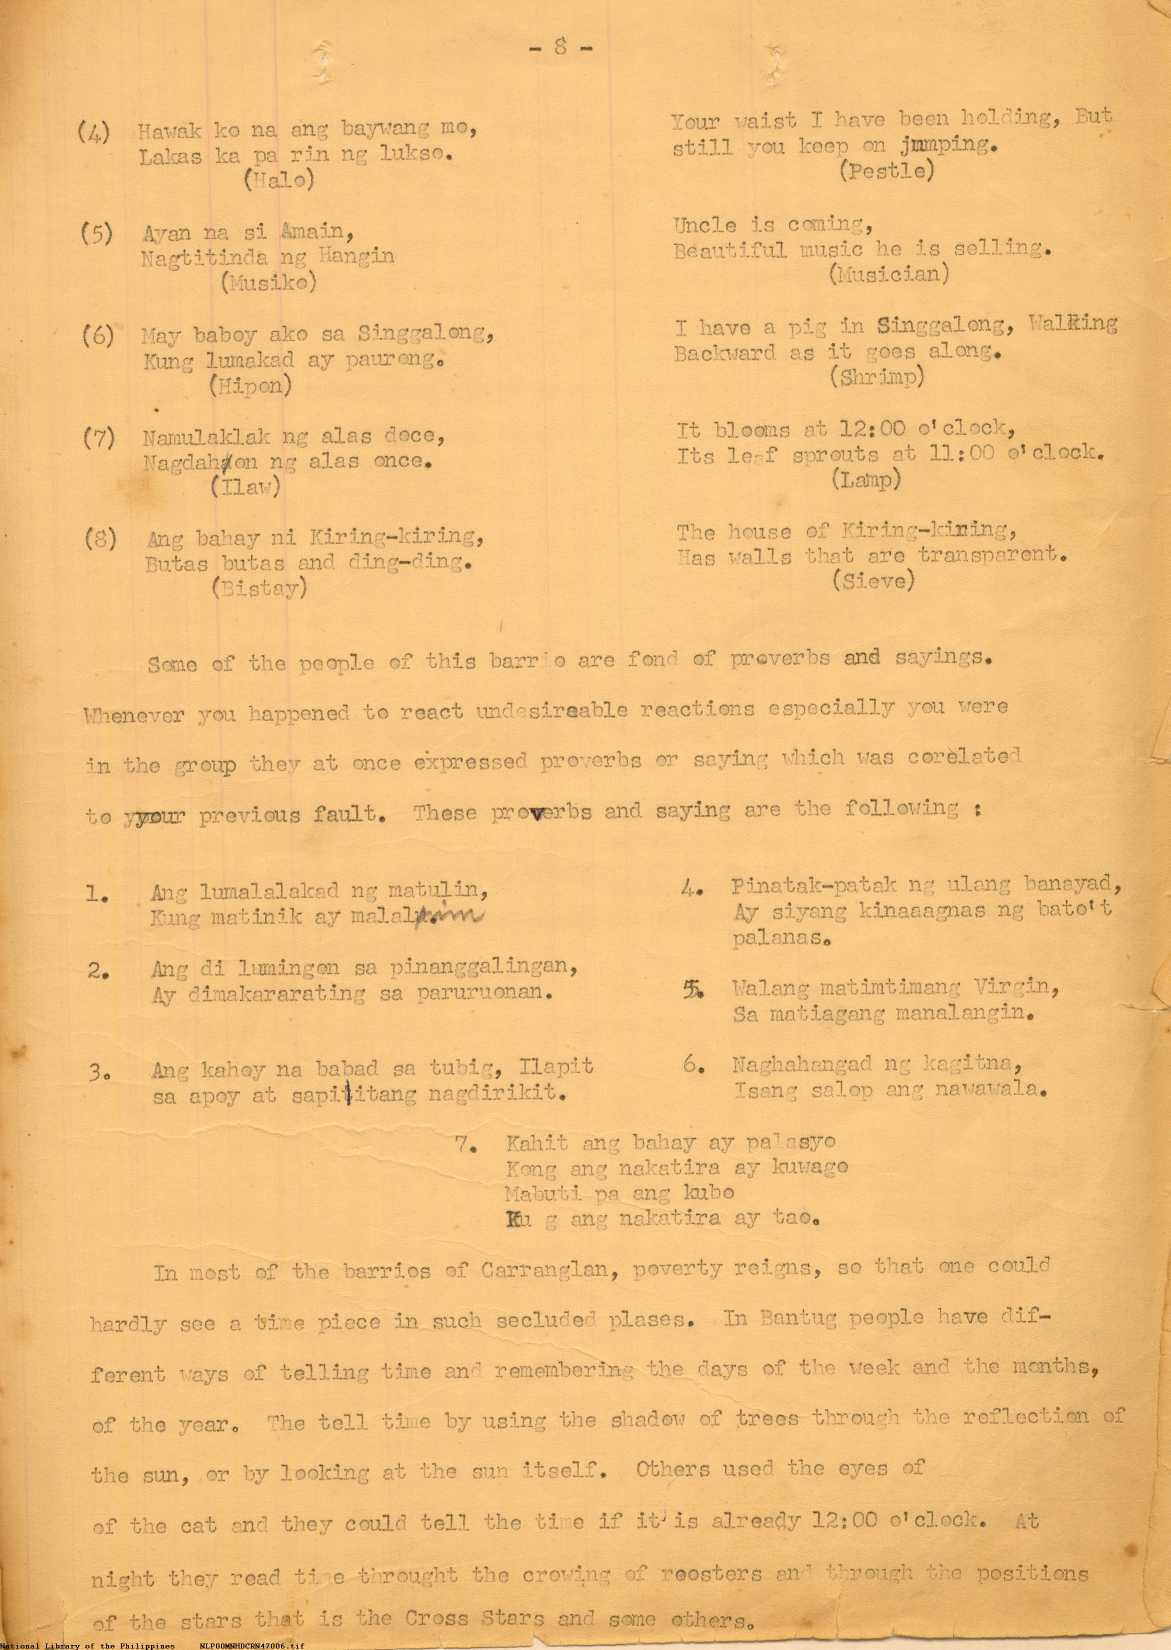 - 8 -
(4) Hawak ko na ang baywang mo,
Lakas ka pa rin ng lukso.
(Halo)
Your waist I have been holding, But
still you keep on jumping.
(Pestle)
(5) Ayan na si Amain,
Nagtitinda ng Hangin
(Musiko)
Uncle is coming,
Beautiful music he is selling.
(Musician)
(6) May baboy ako sa Singgalong,
Kung lumakad ay paurong.
(Hipon)
I have a pig in Singgalong, Walking
Backward as it goes along.
(Shrimp)
(7) Namulaklak ng alas doce,
Nagdahon ng alas once.
(Ilaw)
It blooms at 12:00 o'clock,
Its leaf sprouts at 11:00 o'clock.
(Lamp)
(8) Ang bahay ni Kiring-kiring,
Butas butas and ding-ding.
(Bistay)
The house of Kiring-kiring,
Has walls that are transparent.
(Sieve)
Some of the people of this barrio are fond of proverbs and sayings.
Whenever you happened to react undesireable reactions especially you were
in the group they at once expressed proverbs or saying which was corelated
to your previous fault. These proverbs and saying are the following :
1. Ang lumalalakad ng matulin,
Kung matinik ay malalim
2. Ang di lumingon sa pinanggalingan,
Ay dimakararating sa paruruonan.
3. Ang kahoy na babad sa tubig, Ilapit
sa apoy at sapilitang nagdirikit.
4. Pinatak-patak ng ulang banayad,
Ay siyang kinaaagnas ng bato't
palanas.
5. Walang matimtimang Virgin,
Sa matiagang manalangin.
6. Naghahangad ng kagitna,
Isang salop ang nawawala.
7. Kahit ang bahay ay palasyo
Kong ang nakatira ay kuwago
Mabuti pa ang kubo
Ku g ang nakatira ay tao.
In most of the barrios of Carranglan, poverty reigns, so that one could
hardly see a time piece in such secluded plases. In Bantug people have dif-
ferent ways of telling time and remembering the days of the week and the months,
of the year. The tell time by using the shadow of trees through the reflection of
the sun, or by looking at the sun itself. Others used the eyes of
of the cat and they could tell the time if it is already 12:00 o'clock. At
night they read time throught the crowing of roosters and through the positions
of the stars that is the Cross Stars and some others.
National Library of the Philippines NLP00MNHDCRN47006.tif